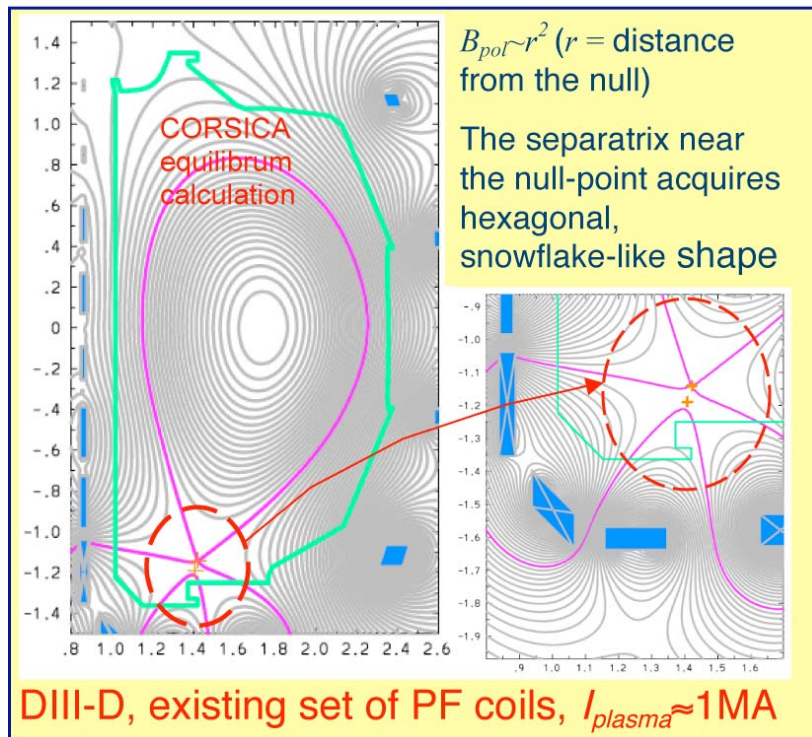 1.4
1.2
1.0
.8
.6
.4
.2
0
-.2
-.4
-.6
-.8
-1.0
-1.2
-1.4
.8 1.0 1.2 1.4 1.6 1.8 2.0 2.2 2.4 2.6
CORSICA
equilibrum
calculation
B_pol~r² (r = distance
from the null)
The separatrix near
the null-point acquires
hexagonal,
snowflake-like shape
-.9
-1.0
-1.1
-1.2
-1.3
-1.4
-1.5
-1.6
-1.7
-1.8
-1.9
.9 1.0 1.1 1.2 1.3 1.4 1.5 1.6
DIII-D, existing set of PF coils, I_plasma≈1MA